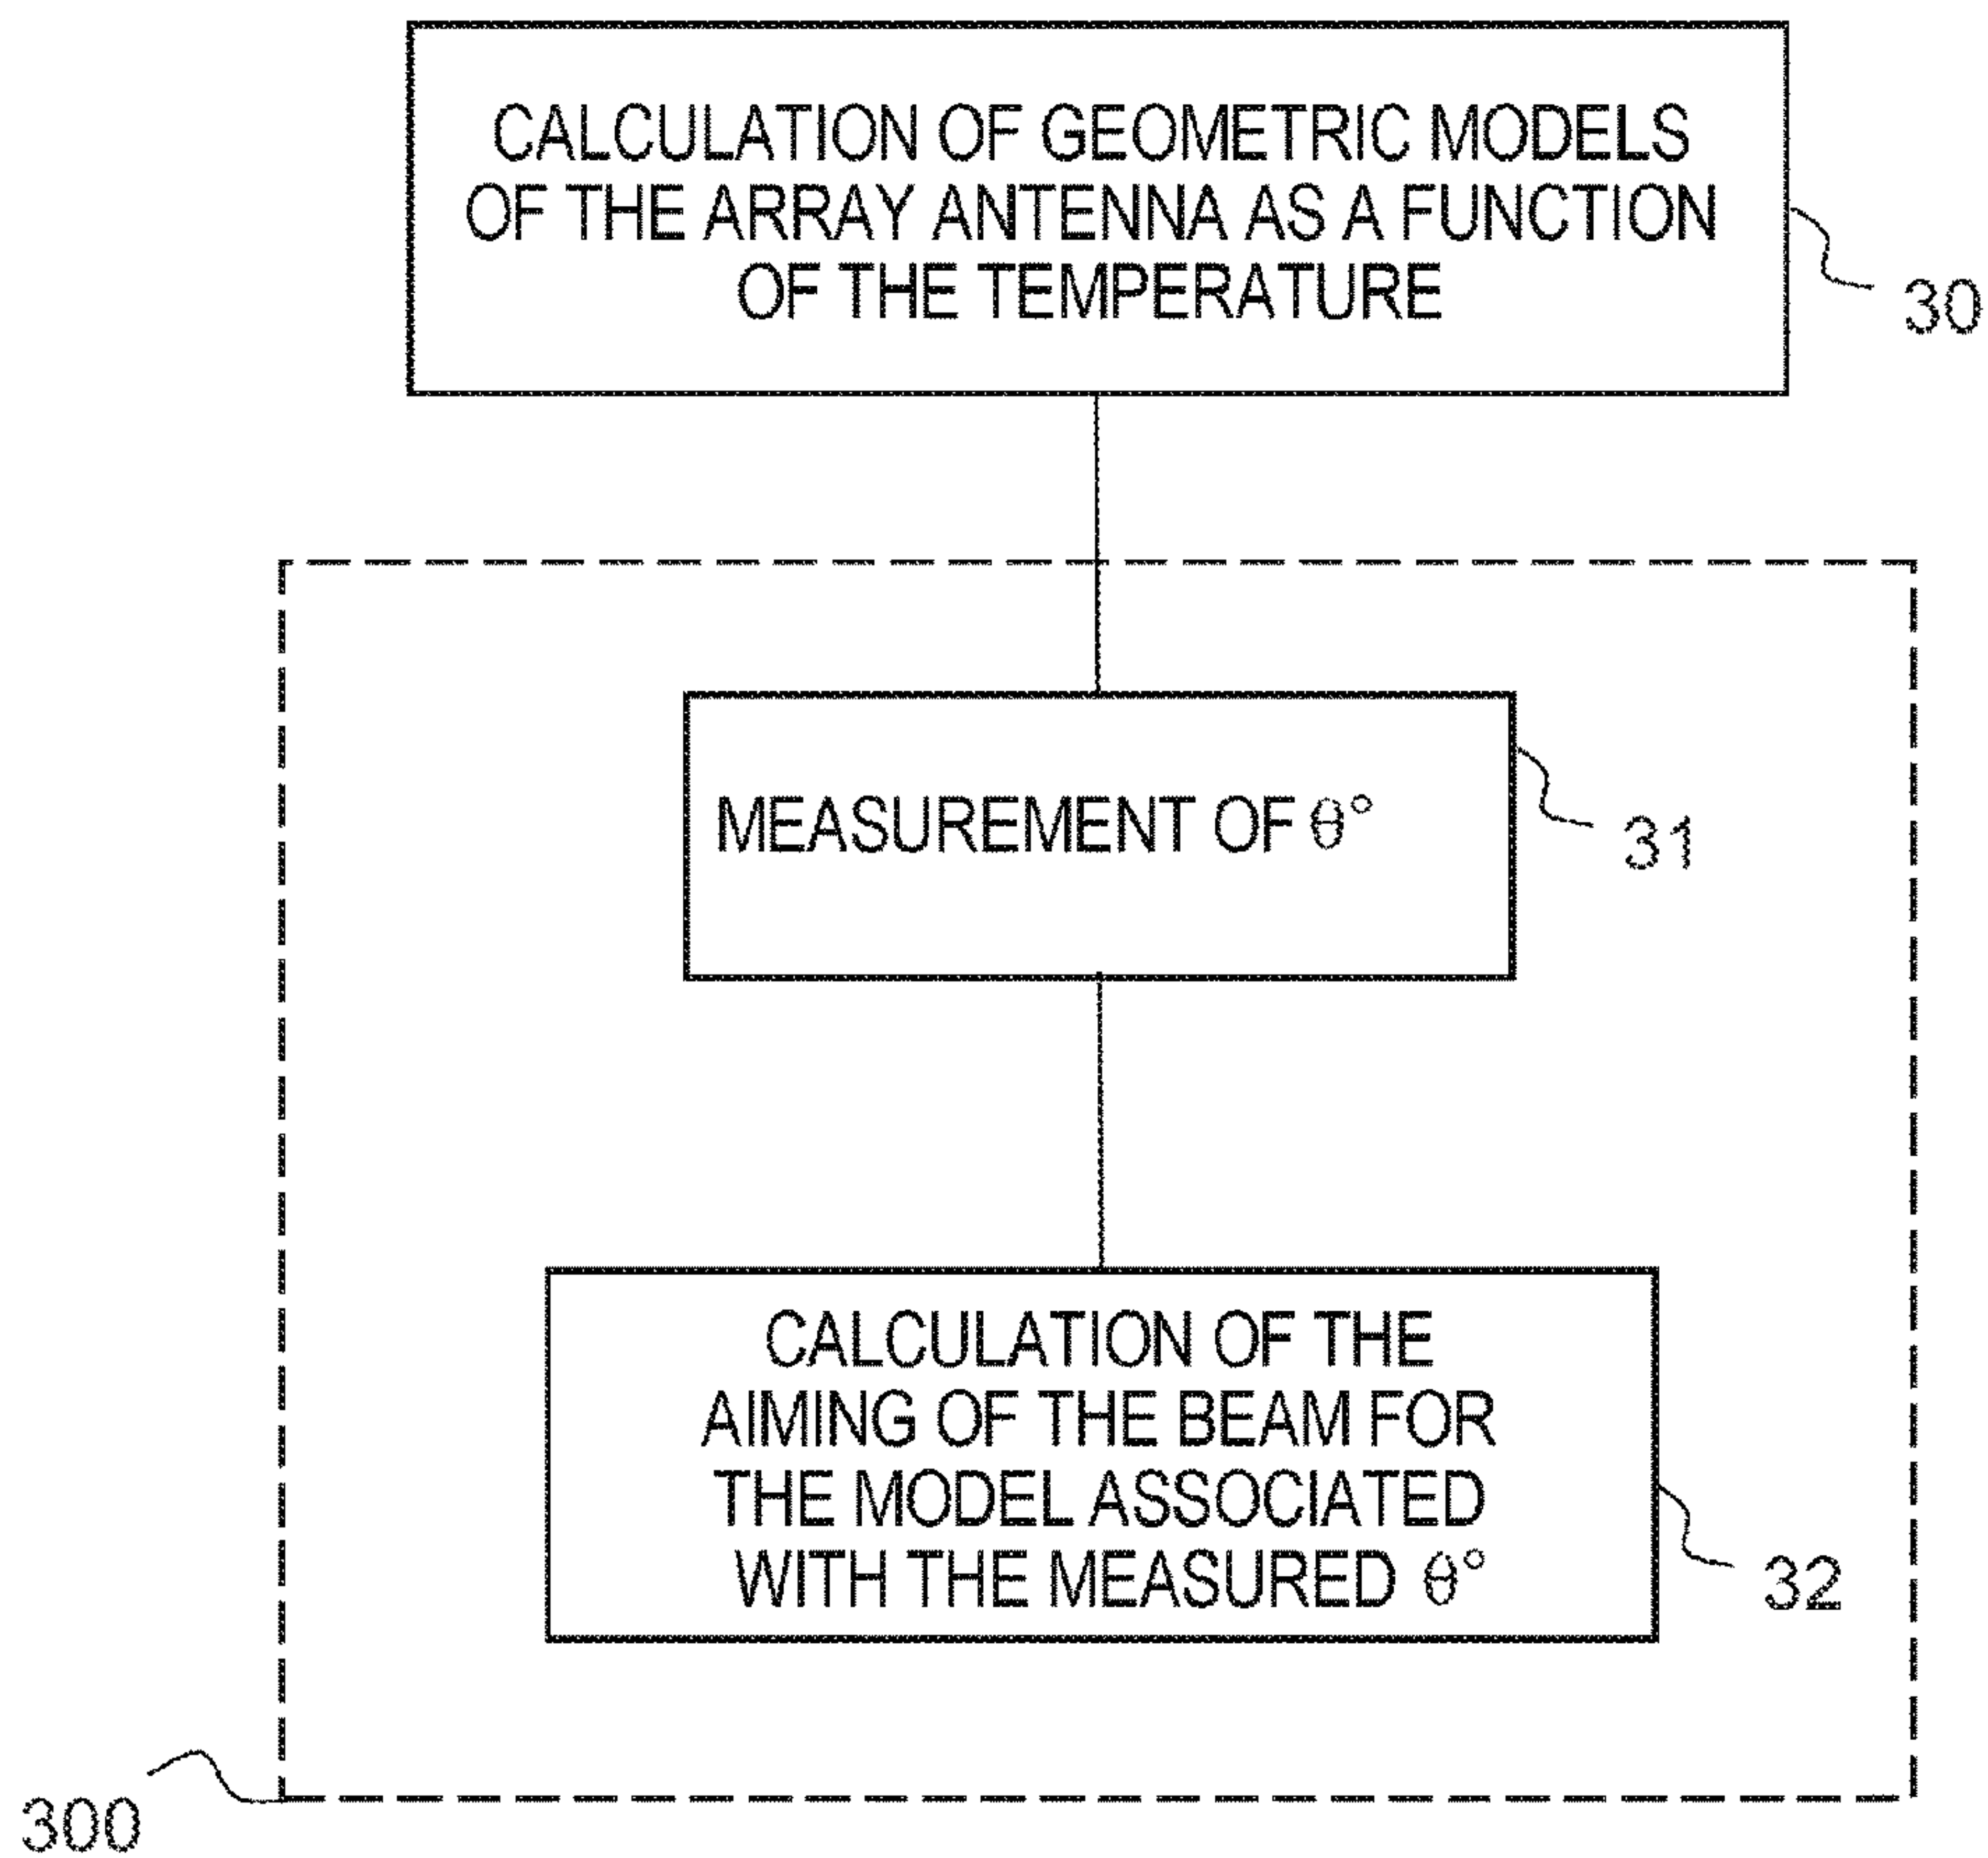 CALCULATION OF GEOMETRIC MODELS
OF THE ARRAY ANTENNA AS A FUNCTION
OF THE TEMPERATURE
30
MEASUREMENT OF θ°
31
CALCULATION OF THE
AIMING OF THE BEAM FOR
THE MODEL ASSOCIATED
WITH THE MEASURED θ°
32
300